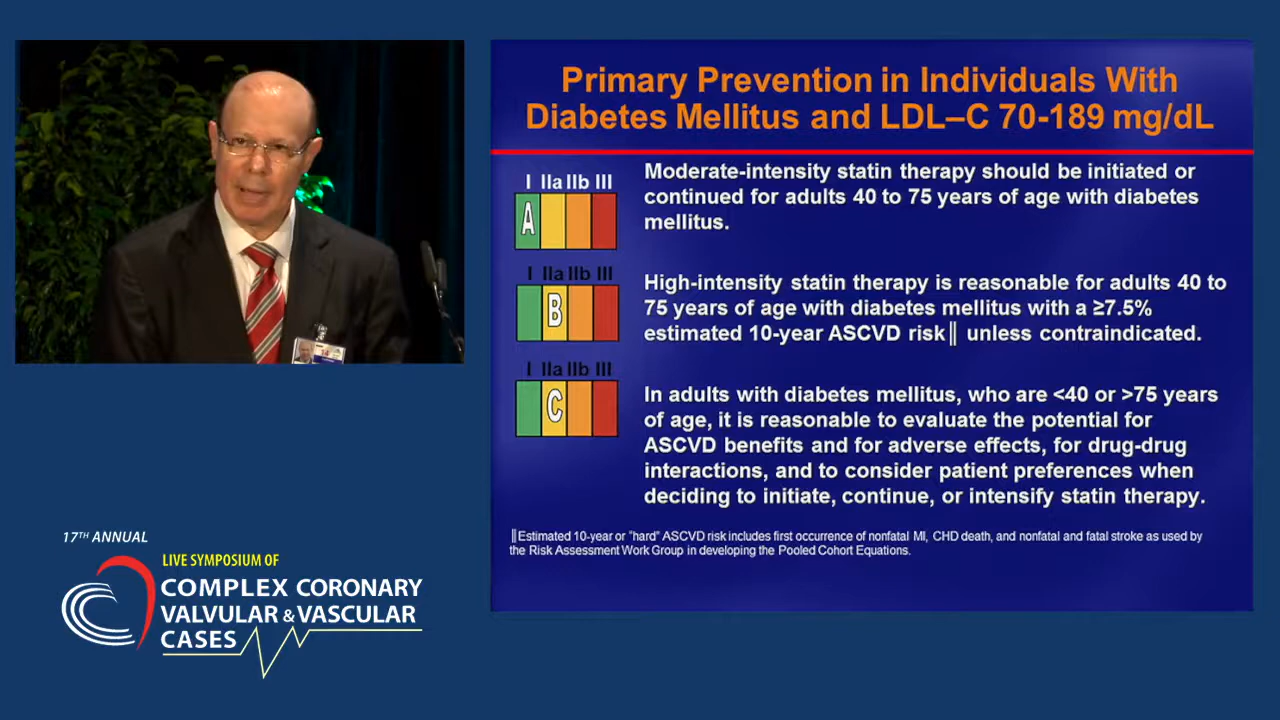 Primary Prevention in Individuals With
Diabetes Mellitus and LDL–C 70-189 mg/dL
I IIa IIb III
A
Moderate-intensity statin therapy should be initiated or
continued for adults 40 to 75 years of age with diabetes
mellitus.
I IIa IIb III
B
High-intensity statin therapy is reasonable for adults 40 to
75 years of age with diabetes mellitus with a ≥7.5%
estimated 10-year ASCVD risk║ unless contraindicated.
I IIa IIb III
C
In adults with diabetes mellitus, who are <40 or >75 years
of age, it is reasonable to evaluate the potential for
ASCVD benefits and for adverse effects, for drug-drug
interactions, and to consider patient preferences when
deciding to initiate, continue, or intensify statin therapy.
║Estimated 10-year or "hard" ASCVD risk includes first occurrence of nonfatal MI, CHD death, and nonfatal and fatal stroke as used by
the Risk Assessment Work Group in developing the Pooled Cohort Equations.
17TH ANNUAL
LIVE SYMPOSIUM OF
COMPLEX CORONARY
VALVULAR & VASCULAR
CASES